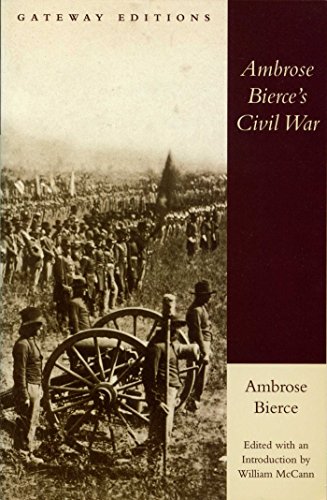 GATEWAY EDITIONS
Ambrose
Bierce's
Civil War
Ambrose
Bierce
Edited with an
Introduction by
William McCann